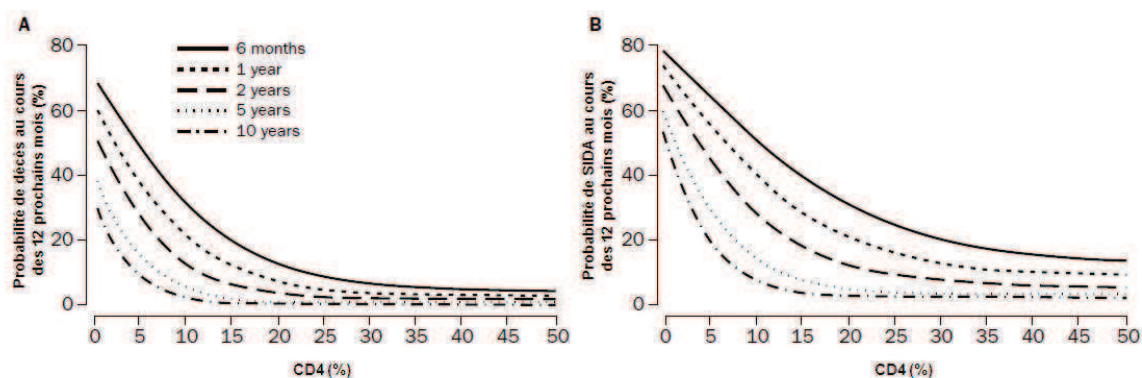 A
80
60
40
20
0
Probabilité de décès au cours
des 12 prochains mois (%)
6 months
1 year
2 years
5 years
10 years
0 5 10 15 20 25 30 35 40 45 50
CD4 (%)
B
80
60
40
20
0
Probabilité de SIDA au cours
des 12 prochains mois (%)
0 5 10 15 20 25 30 35 40 45 50
CD4 (%)